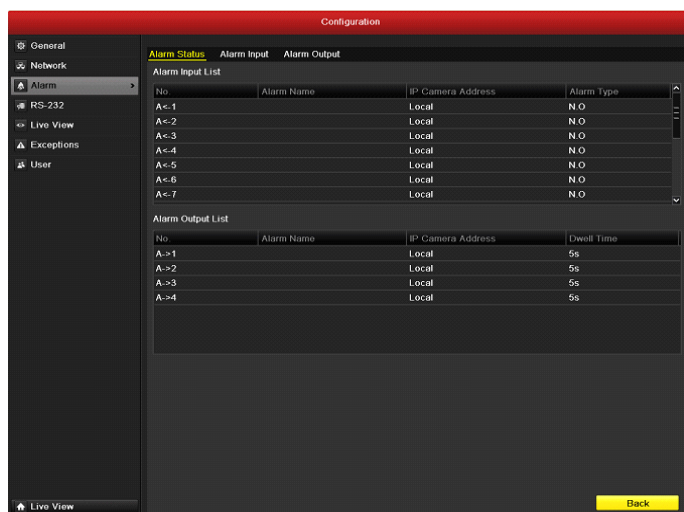 Configuration
General
Network
Alarm
RS-232
Live View
Exceptions
User
Alarm Status Alarm Input Alarm Output
Alarm Input List
No. Alarm Name IP Camera Address Alarm Type
A<-1 Local N.O
A<-2 Local N.O
A<-3 Local N.O
A<-4 Local N.O
A<-5 Local N.O
A<-6 Local N.O
A<-7 Local N.O
Alarm Output List
No. Alarm Name IP Camera Address Dwell Time
A->1 Local 5s
A->2 Local 5s
A->3 Local 5s
A->4 Local 5s
Live View
Back